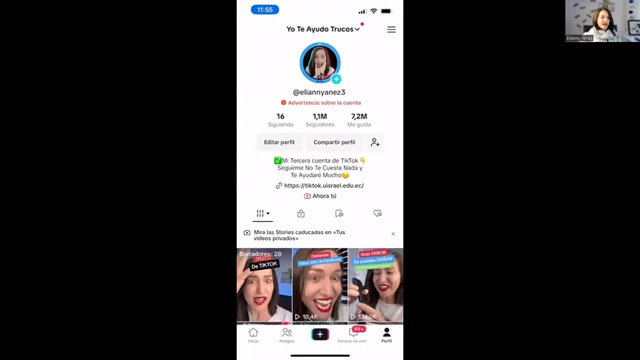 11:55
Yo Te Ayudo Trucos
@eliannyanez3
Advertencia sobre la cuenta
16
1,1M
7,2M
Siguiendo
Seguidores
Me gusta
Editar perfil
Compartir perfil
✅Mi Tercera cuenta de TikTok👇
Seguirme No Te Cuesta Nada y
Te Ayudaré Mucho😉
https://tiktok.uisrael.edu.ec/
Ahora tú
Mira las Stories caducadas en «Tus
videos privados»
Borradores: 28
De TIKTOK
10,4K
Gran ERROR
Inicio
Amigos
99+
Perfil